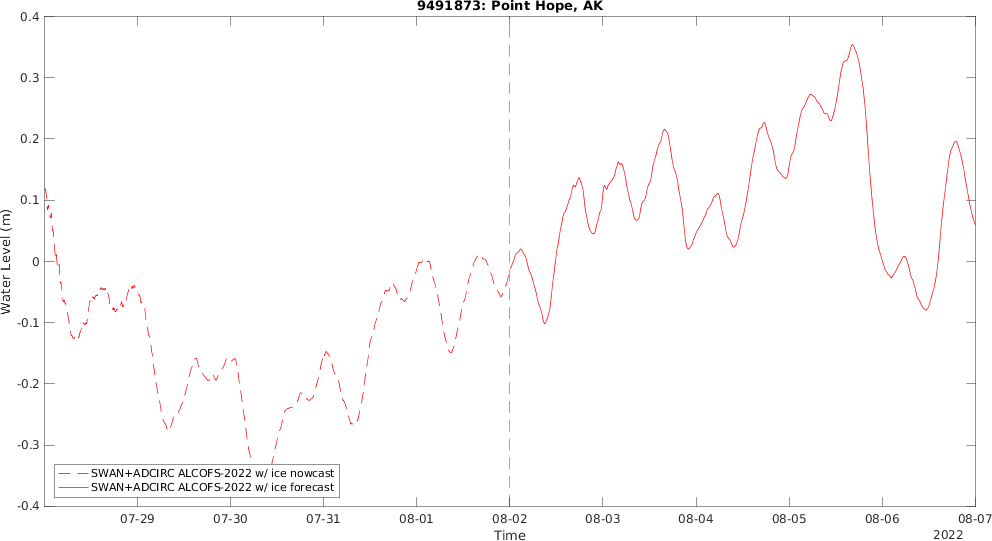 9491873: Point Hope, AK
Water Level (m)
0.4
0.3
0.2
0.1
0
-0.1
-0.2
-0.3
-0.4
SWAN+ADCIRC ALCOFS-2022 w/ ice nowcast
SWAN+ADCIRC ALCOFS-2022 w/ ice forecast
07-29 07-30 07-31 08-01 08-02 08-03 08-04 08-05 08-06 08-07
Time
2022